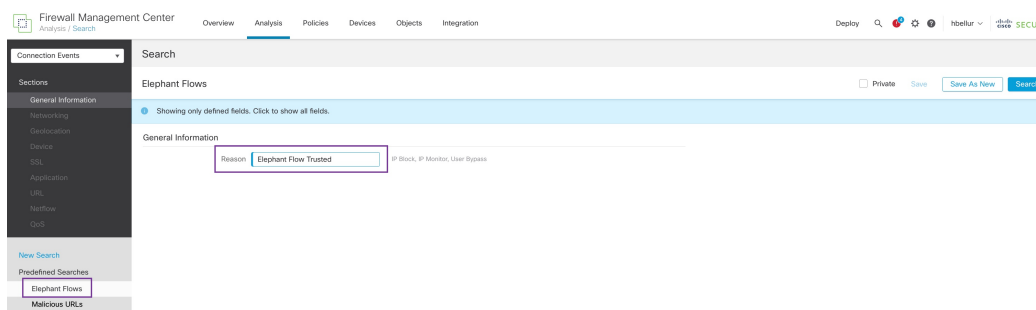 Firewall Management Center
Analysis / Search
Overview Analysis Policies Devices Objects Integration
Deploy 4 hbellur cisco SECU
Connection Events
Search
Sections
Elephant Flows
Private Save Save As New Search
General Information
Showing only defined fields. Click to show all fields.
Networking
Geolocation
General Information
Device
SSL
Reason Elephant Flow Trusted IP Block, IP Monitor, User Bypass
Application
URL
Netflow
QoS
New Search
Predefined Searches
Elephant Flows
Malicious URLs